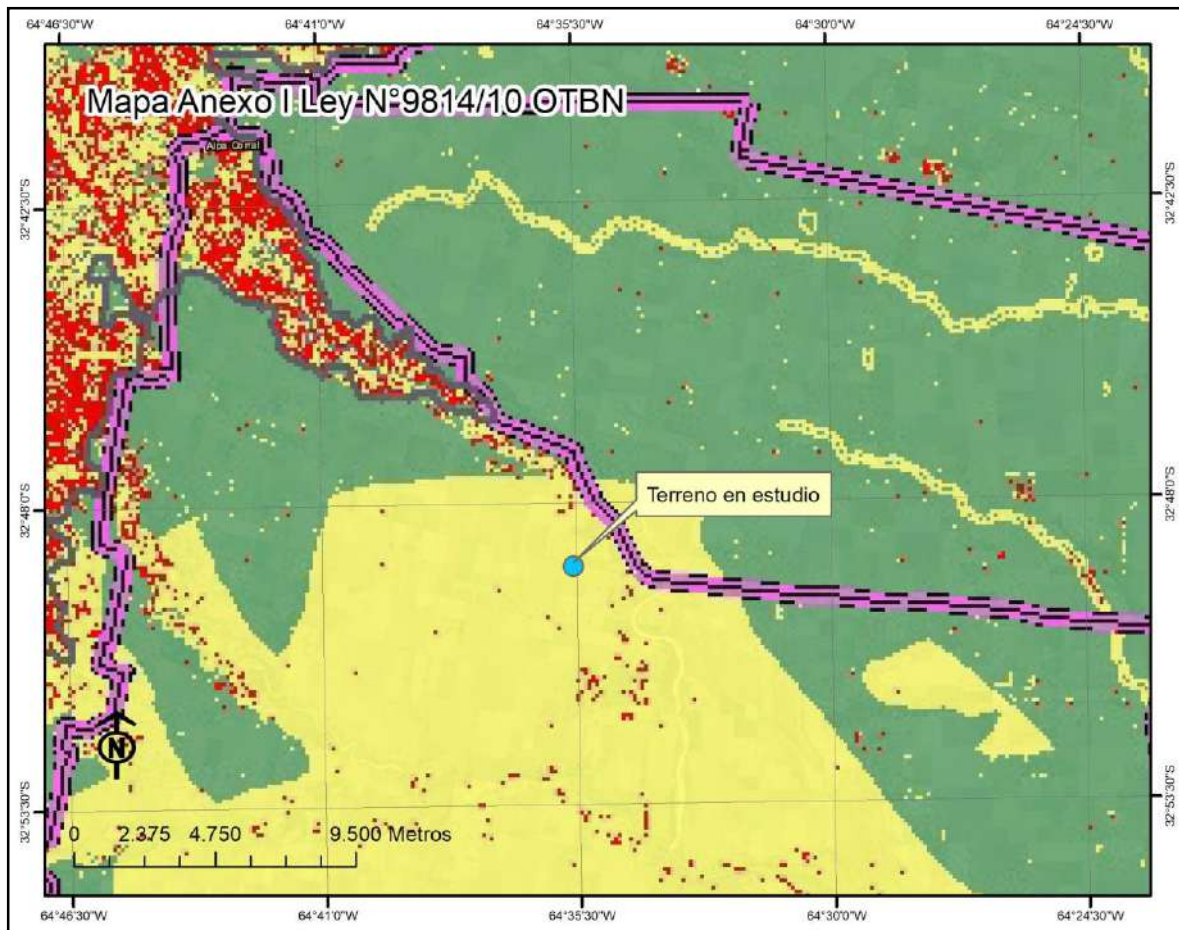 64°46'30"W 64°41'0"W 64°35'30"W 64°30'0"W 64°24'30"W
Mapa Anexo I Ley N°9814/10 OTBN
Alpa Corral
32°42'30"S 32°42'30"S
Terreno en estudio
32°48'0"S 32°48'0"S
N
32°53'30"S 32°53'30"S
0 2.375 4.750 9.500 Metros
64°46'30"W 64°41'0"W 64°35'30"W 64°30'0"W 64°24'30"W